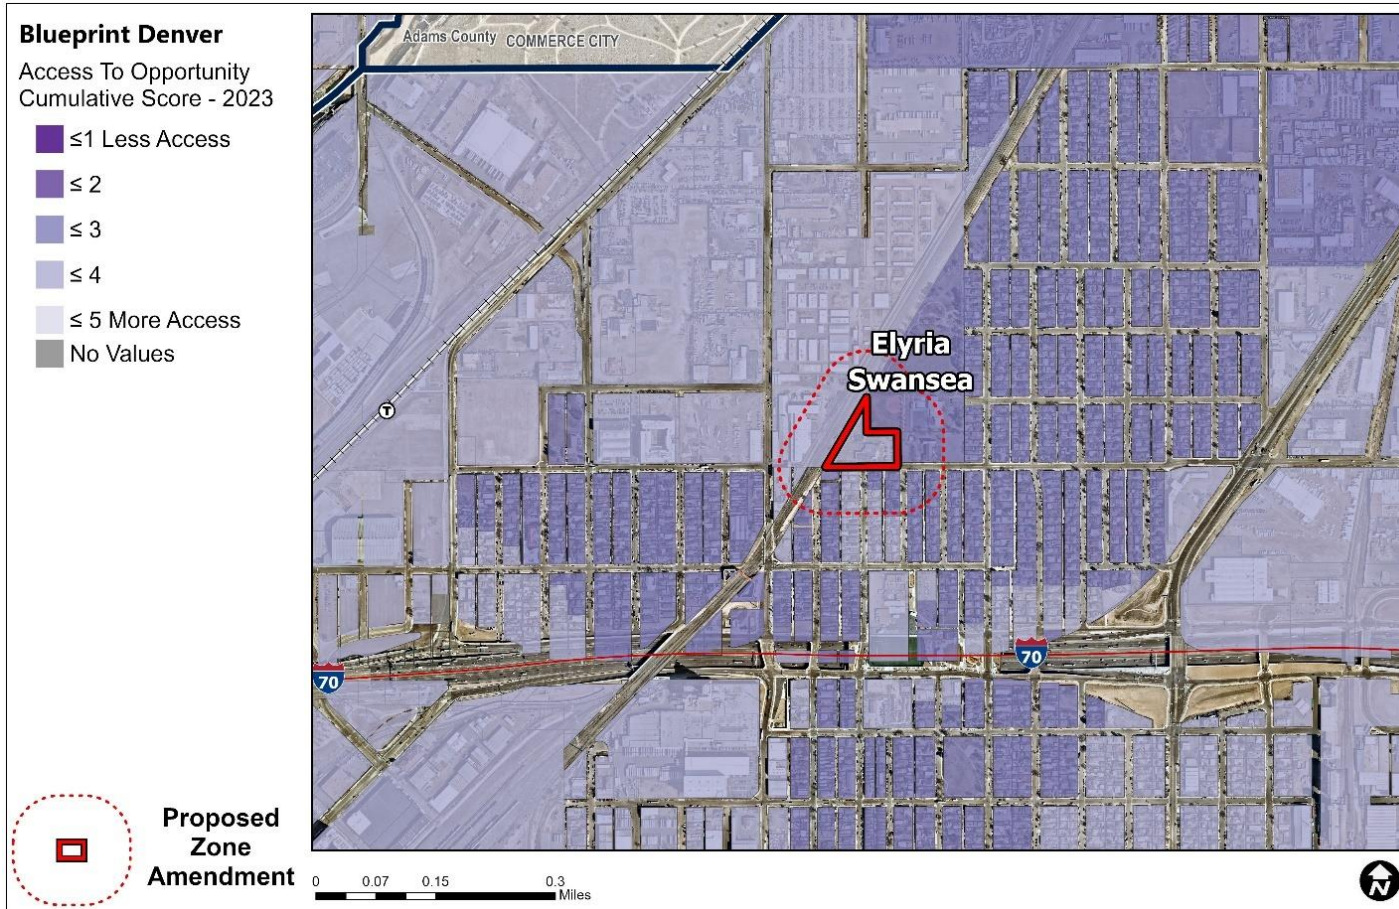 Blueprint Denver
Access To Opportunity
Cumulative Score - 2023
≤1 Less Access
≤ 2
≤ 3
≤ 4
≤ 5 More Access
No Values
Adams County
COMMERCE CITY
T
Elyria
Swansea
70
70
Proposed
Zone
Amendment
0 0.07 0.15 0.3
Miles
N